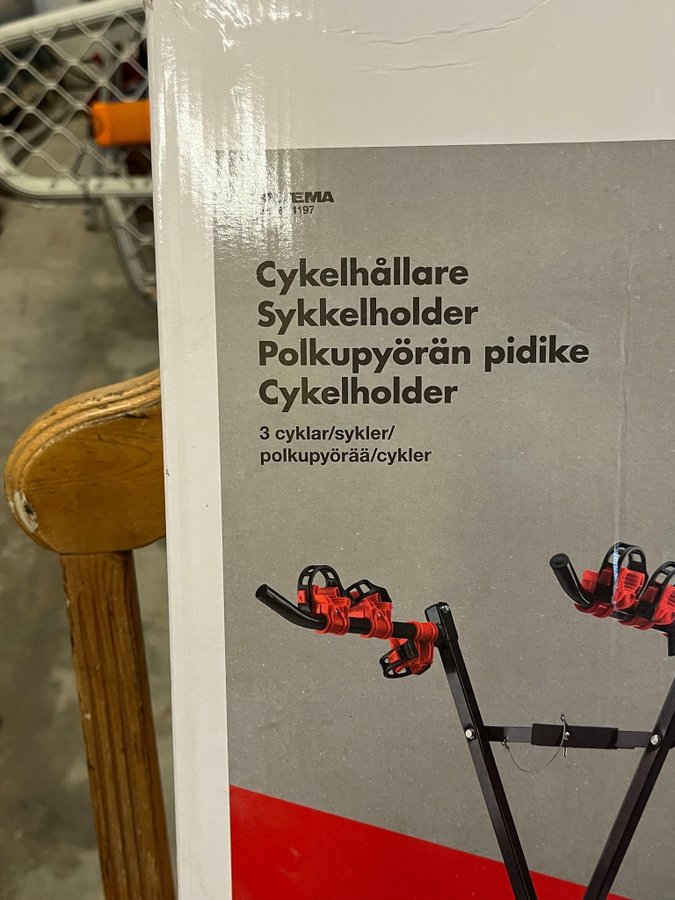 Cykelhållare
Sykkelholder
Polkupyörän pidike
Cykelholder
3 cyklar/sykler/
polkupyörää/cykler